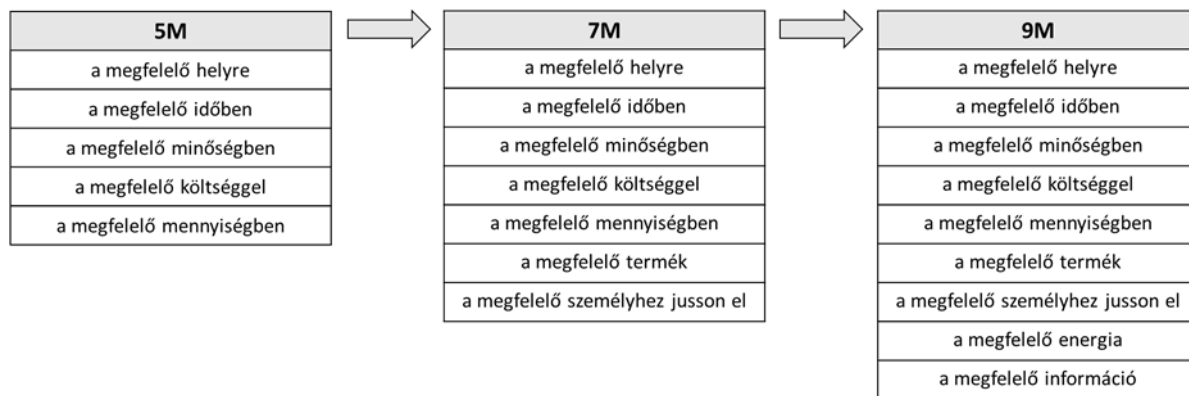 5M
a megfelelő helyre
a megfelelő időben
a megfelelő minőségben
a megfelelő költséggel
a megfelelő mennyiségben
7M
a megfelelő helyre
a megfelelő időben
a megfelelő minőségben
a megfelelő költséggel
a megfelelő mennyiségben
a megfelelő termék
a megfelelő személyhez jusson el
9M
a megfelelő helyre
a megfelelő időben
a megfelelő minőségben
a megfelelő költséggel
a megfelelő mennyiségben
a megfelelő termék
a megfelelő személyhez jusson el
a megfelelő energia
a megfelelő információ